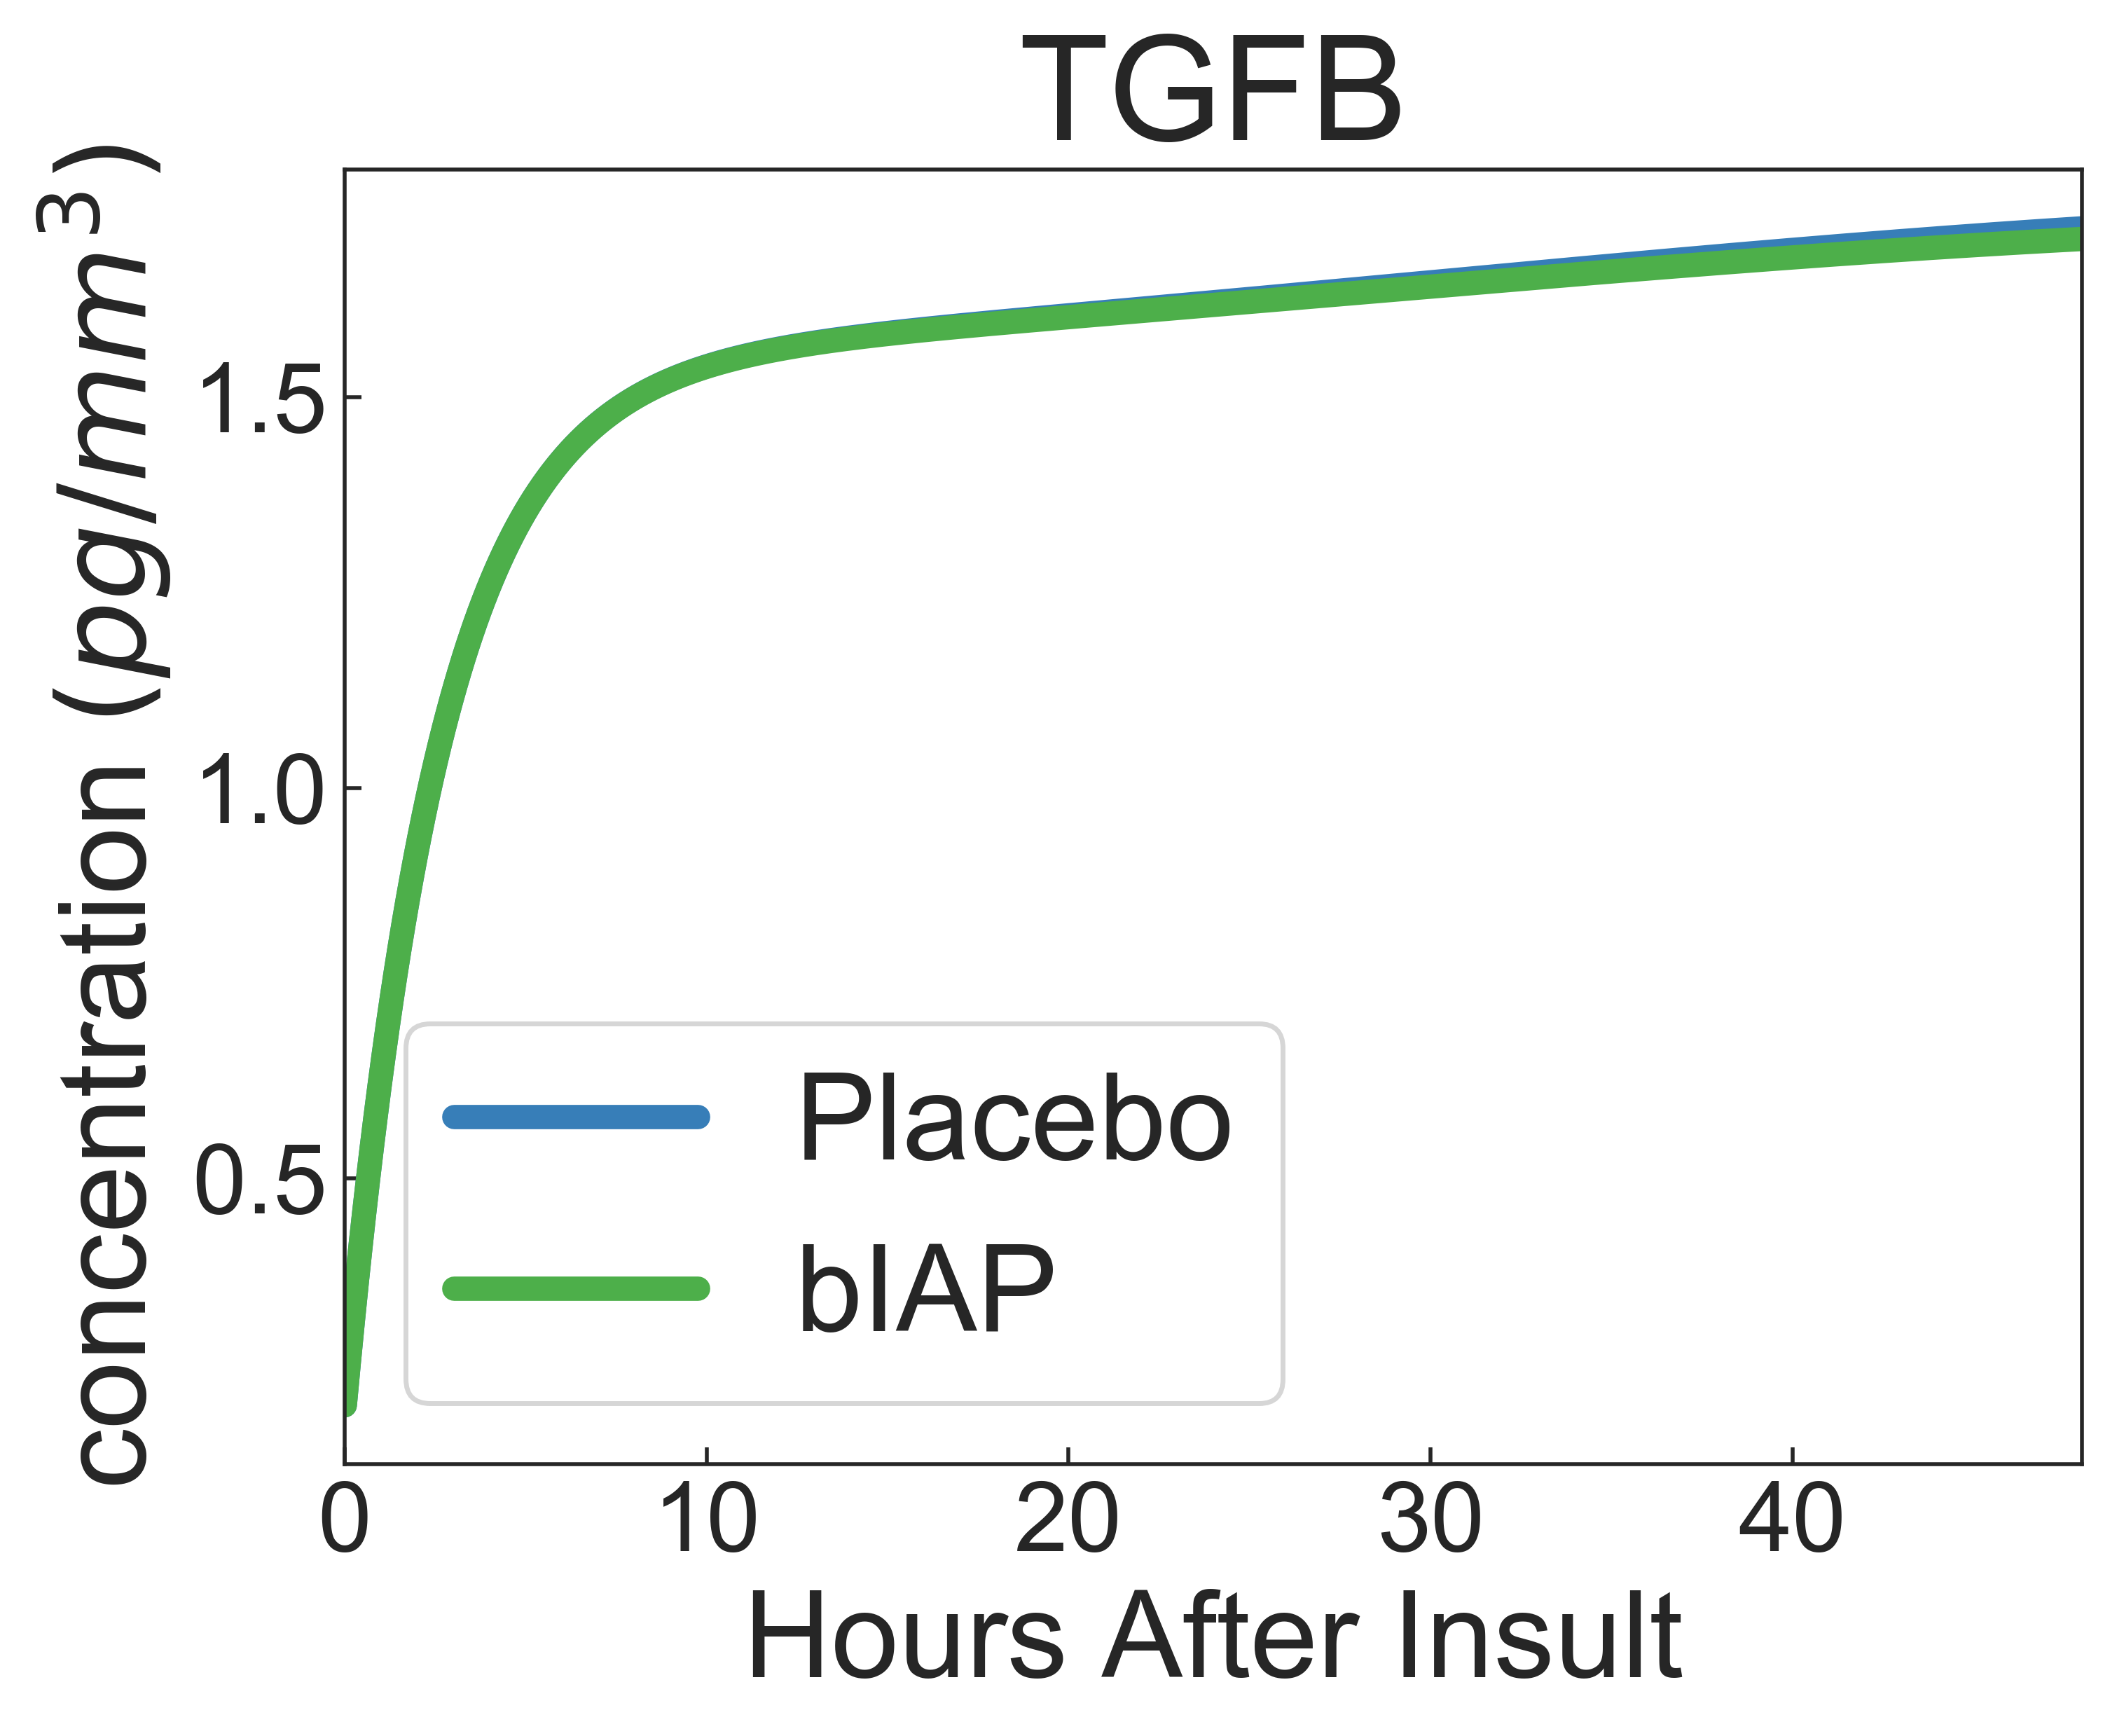 TGFB
concentration (pg/mm³)
1.5
1.0
0.5
Placebo
bIAP
0 10 20 30 40
Hours After Insult